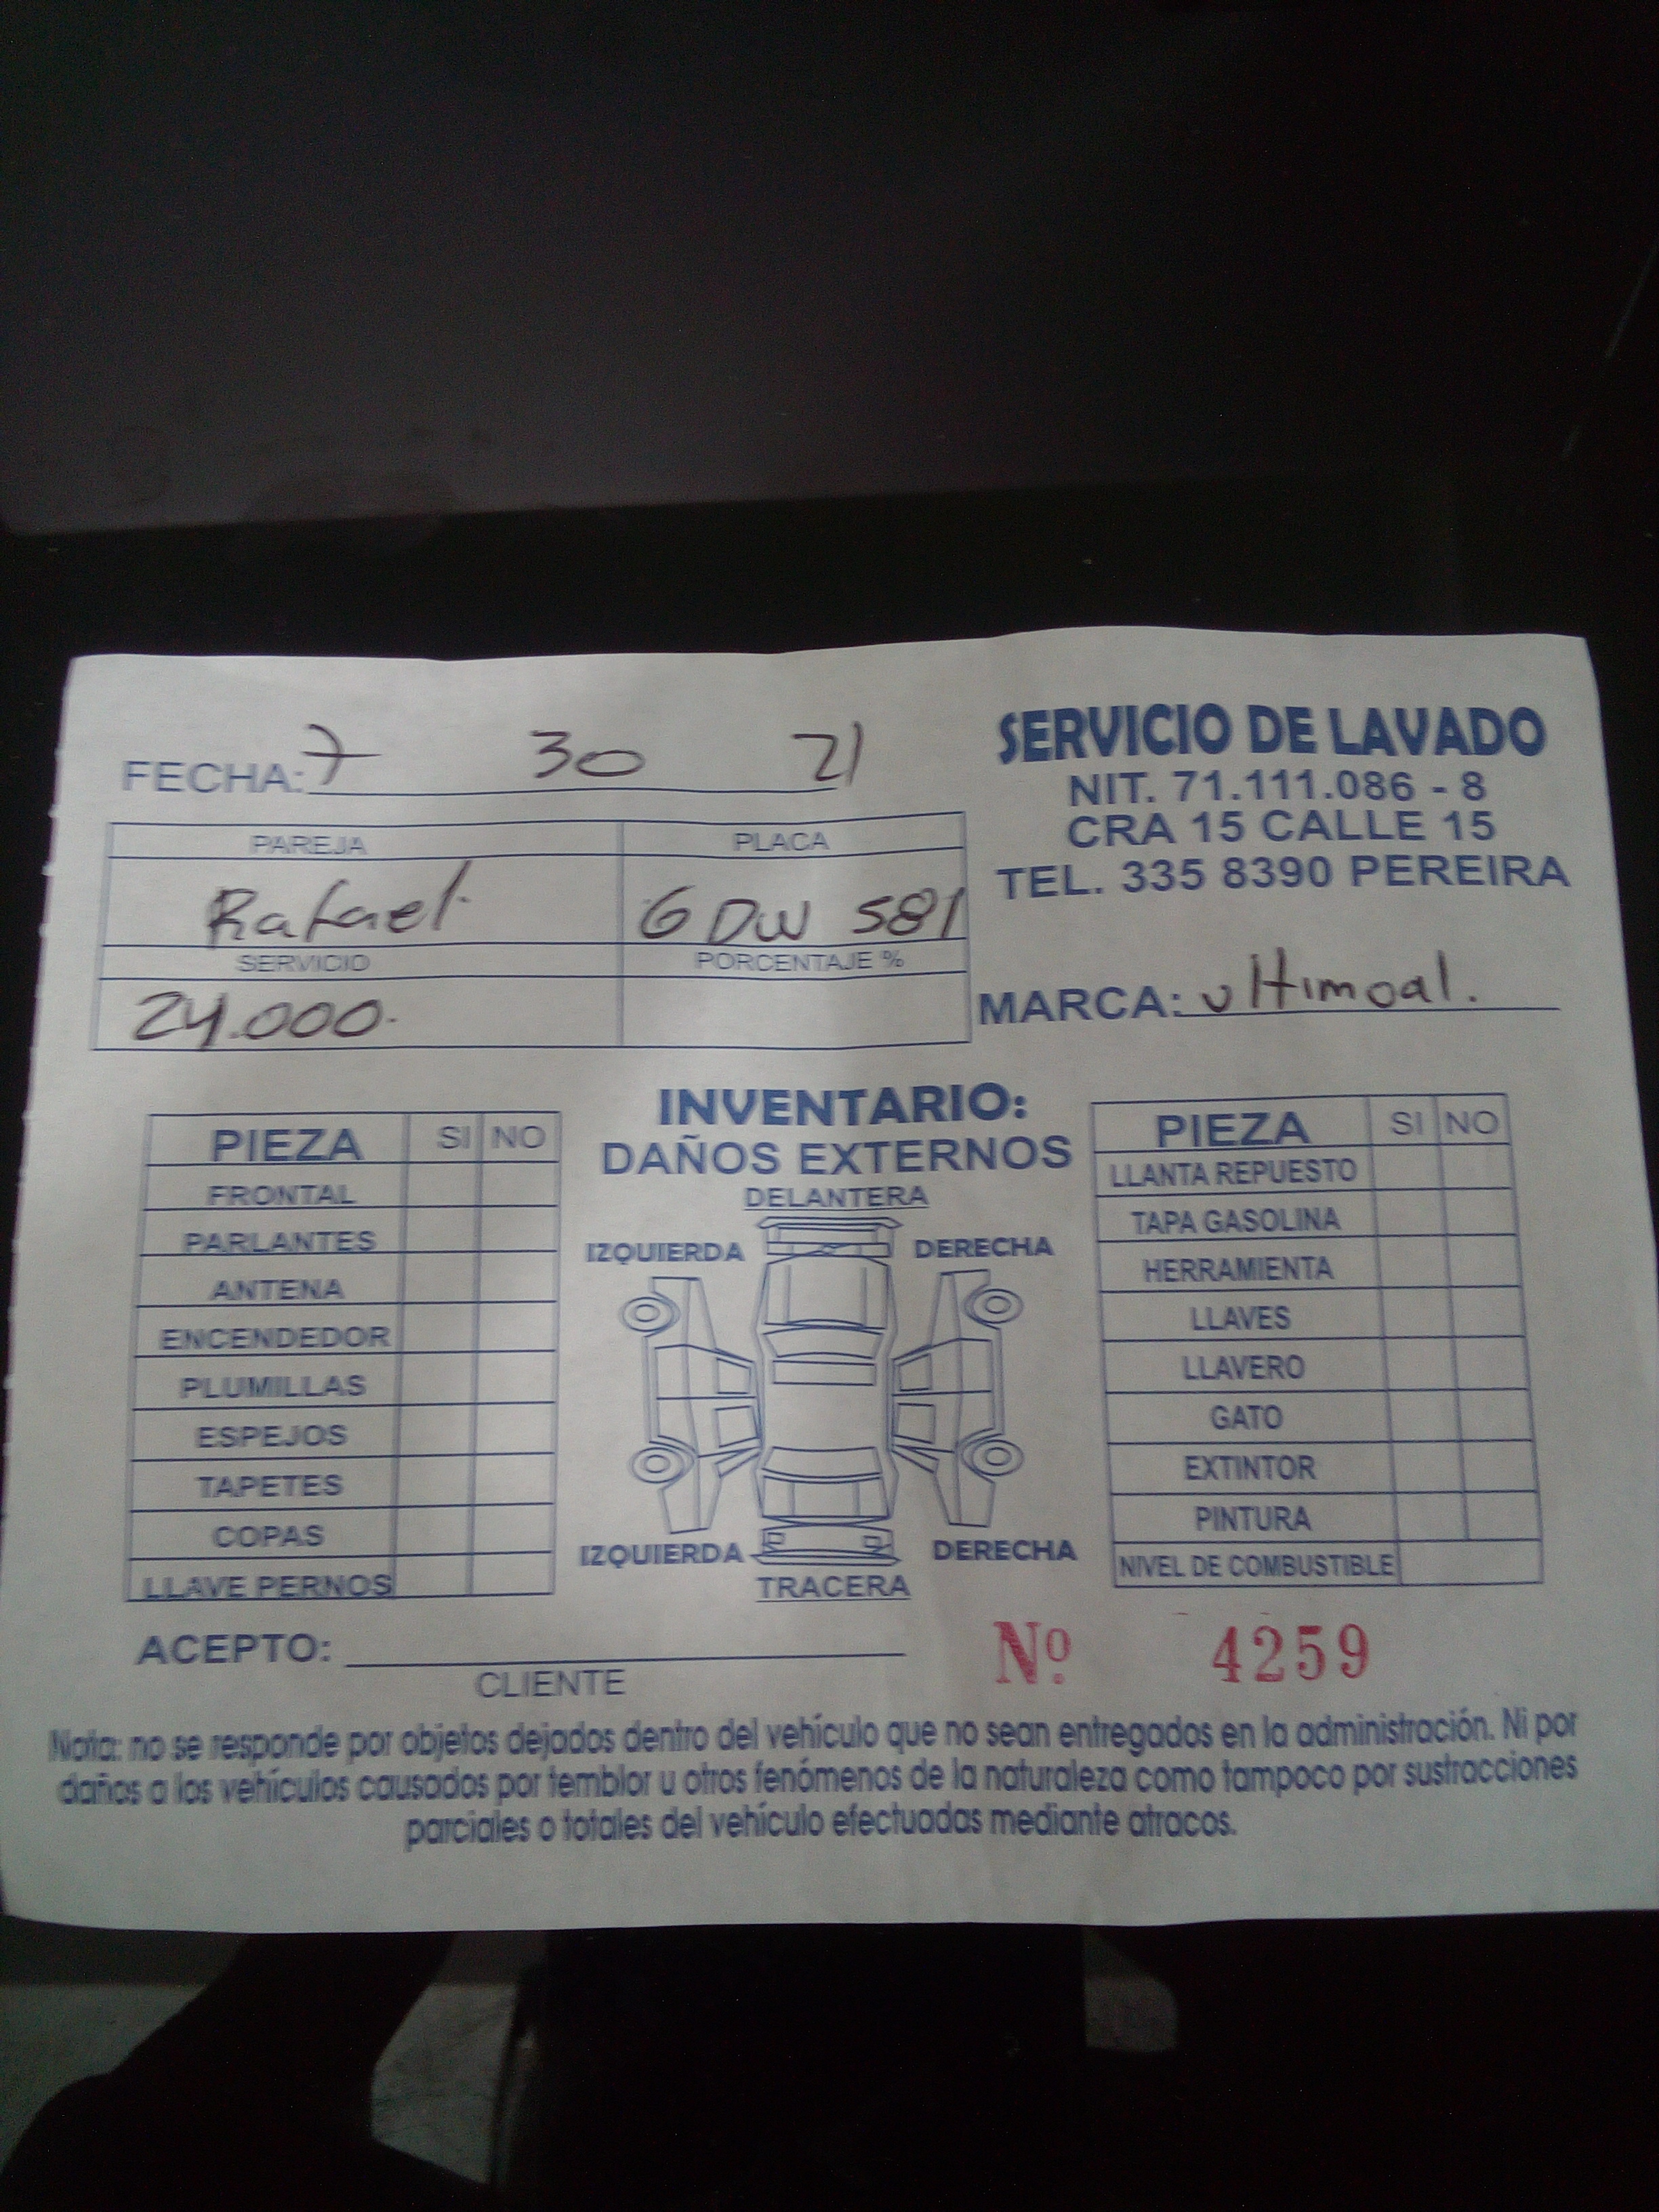 FECHA: 7 30 21
SERVICIO DE LAVADO
NIT. 71.111.086 - 8
CRA 15 CALLE 15
TEL. 335 8390 PEREIRA
PAREJA PLACA
Rafael. GDW 581
SERVICIO PORCENTAJE %
24.000.
MARCA: ultimoal.
INVENTARIO:
DAÑOS EXTERNOS
PIEZA SI NO
FRONTAL
PARLANTES
ANTENA
ENCENDEDOR
PLUMILLAS
ESPEJOS
TAPETES
COPAS
LLAVE PERNOS
DELANTERA
IZQUIERDA DERECHA
IZQUIERDA DERECHA
TRACERA
PIEZA SI NO
LLANTA REPUESTO
TAPA GASOLINA
HERRAMIENTA
LLAVES
LLAVERO
GATO
EXTINTOR
PINTURA
NIVEL DE COMBUSTIBLE
ACEPTO:
CLIENTE
Nº 4259
Nota: no se responde por objetos dejados dentro del vehículo que no sean entregados en la administración. Ni por
daños a los vehículos causados por temblor u otros fenómenos de la naturaleza como tampoco por sustracciones
parciales o totales del vehículo efectuadas mediante atracos.